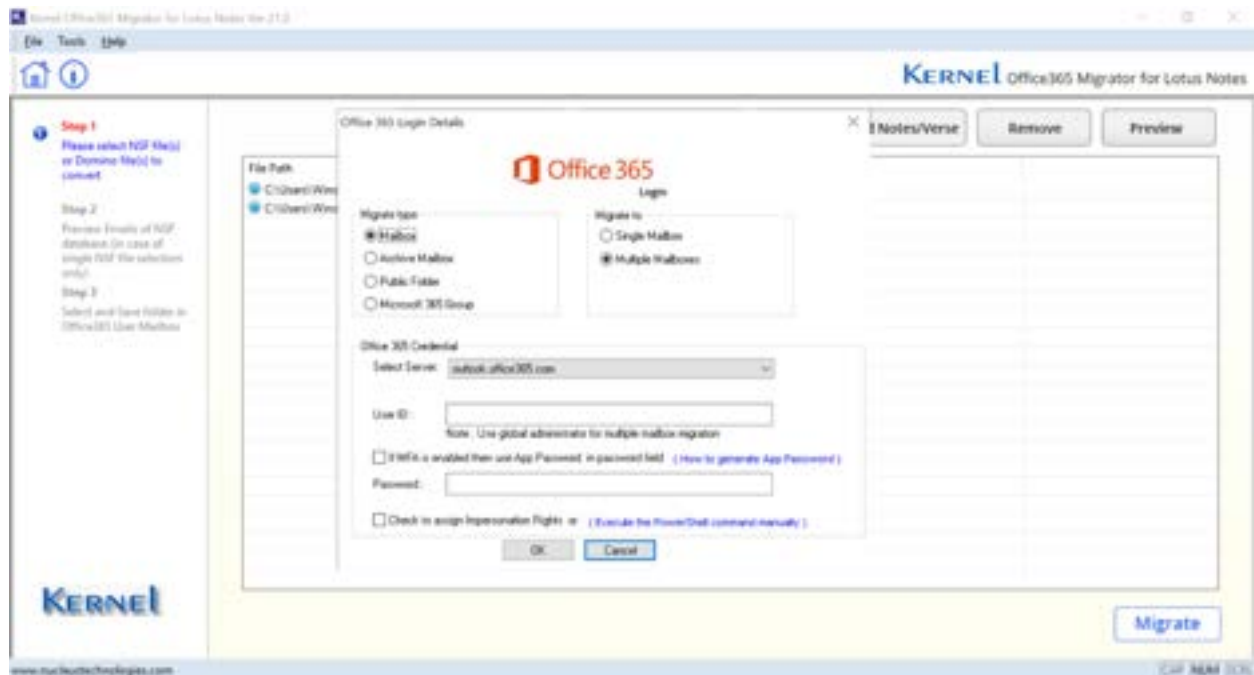 Kernel Office365 Migrator for Lotus Notes Ver 21.0
File Tools Help
KERNEL Office365 Migrator for Lotus Notes
Step 1
Please select NSF file(s)
or Domino file(s) to
convert
Step 2
Preview Emails of NSF
database (in case of
single NSF file selection
only)
Step 3
Select and Save folder in
Office365 User Mailbox
Office 365 Login Details
Notes/Verse
Remove
Preview
File Path
C:\Users\
C:\Users\
Office 365
Login
Migrate type
Mailbox
Archive Mailbox
Public Folder
Microsoft 365 Group
Migrate to
Single Mailbox
Multiple Mailboxes
Office 365 Credential
Select Server: outlook.office365.com
User ID:
Note : Use global administrator for multiple mailbox migration
If MFA is enabled then use App Password, in password field ( How to generate App Password )
Password:
Check to assign Impersonation Rights or ( Execute the PowerShell command manually )
OK
Cancel
KERNEL
Migrate
www.nucleustechnologies.com
CAP NUM